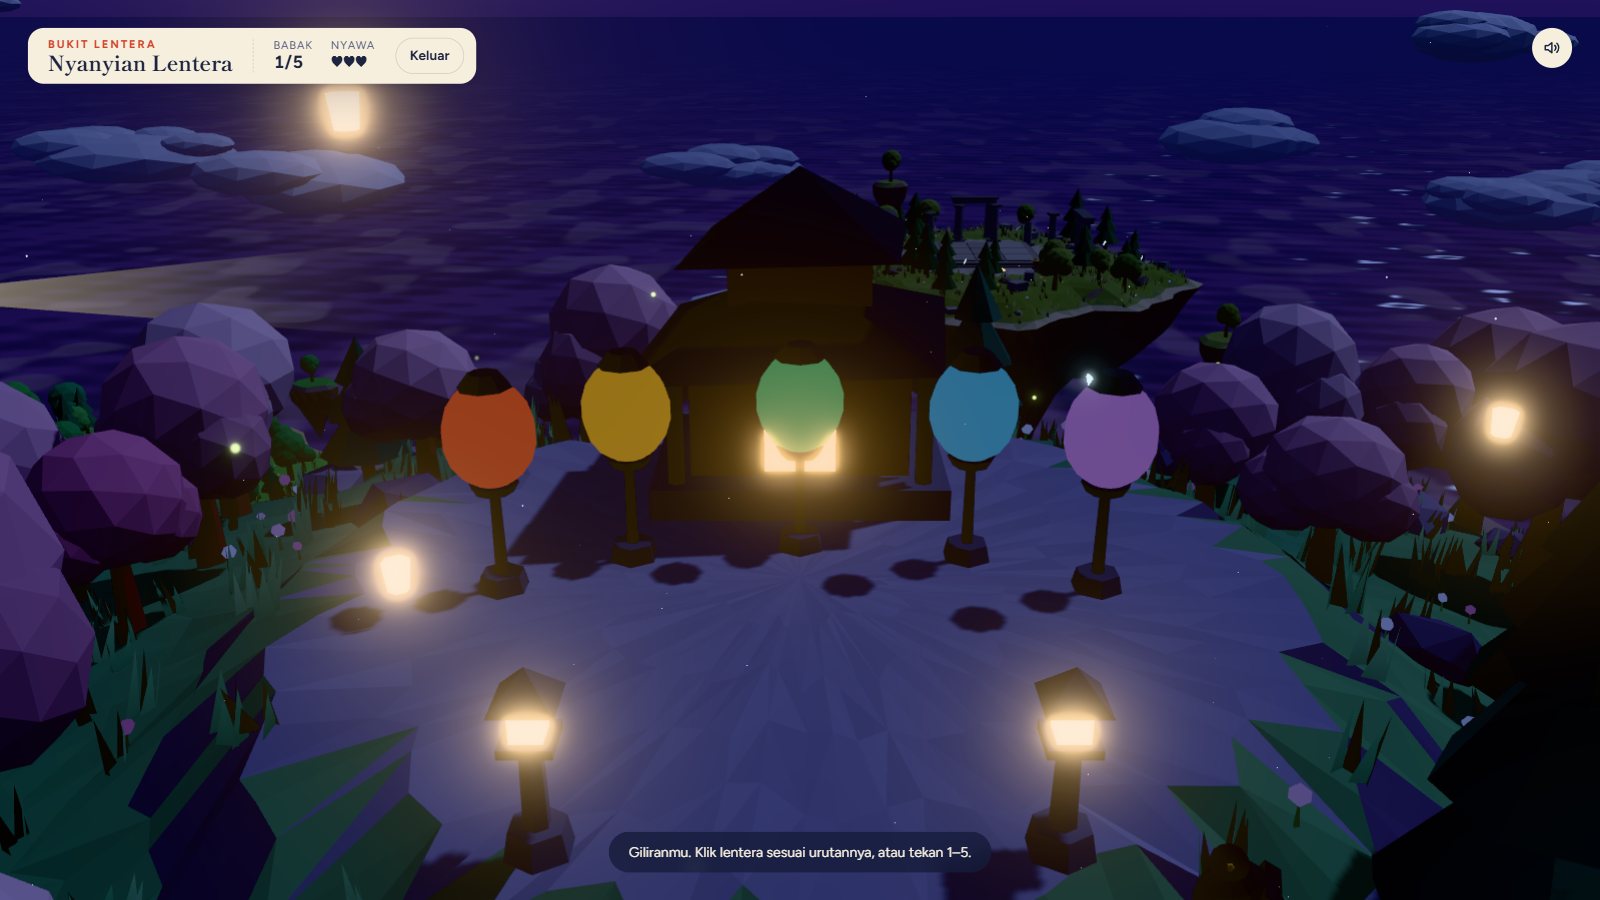 BUKIT LENTERA
Nyanyian Lentera
BABAK
1/5
NYAWA
Keluar
Giliranmu. Klik lentera sesuai urutannya, atau tekan 1–5.